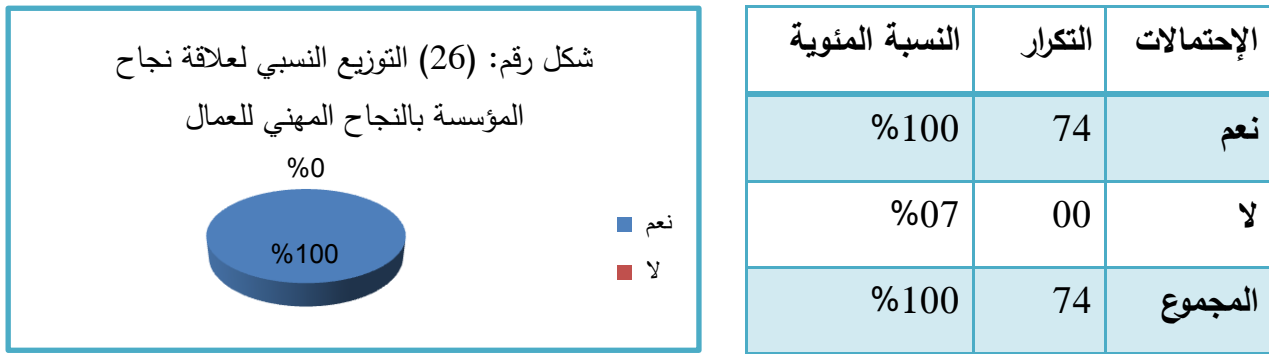 الإحتمالات التكرار النسبة المئوية
نعم 74 %100
لا 00 %07
المجموع 74 %100
شكل رقم: (26) التوزيع النسبي لعلاقة نجاح
المؤسسة بالنجاح المهني للعمال
%0
%100
نعم
لا